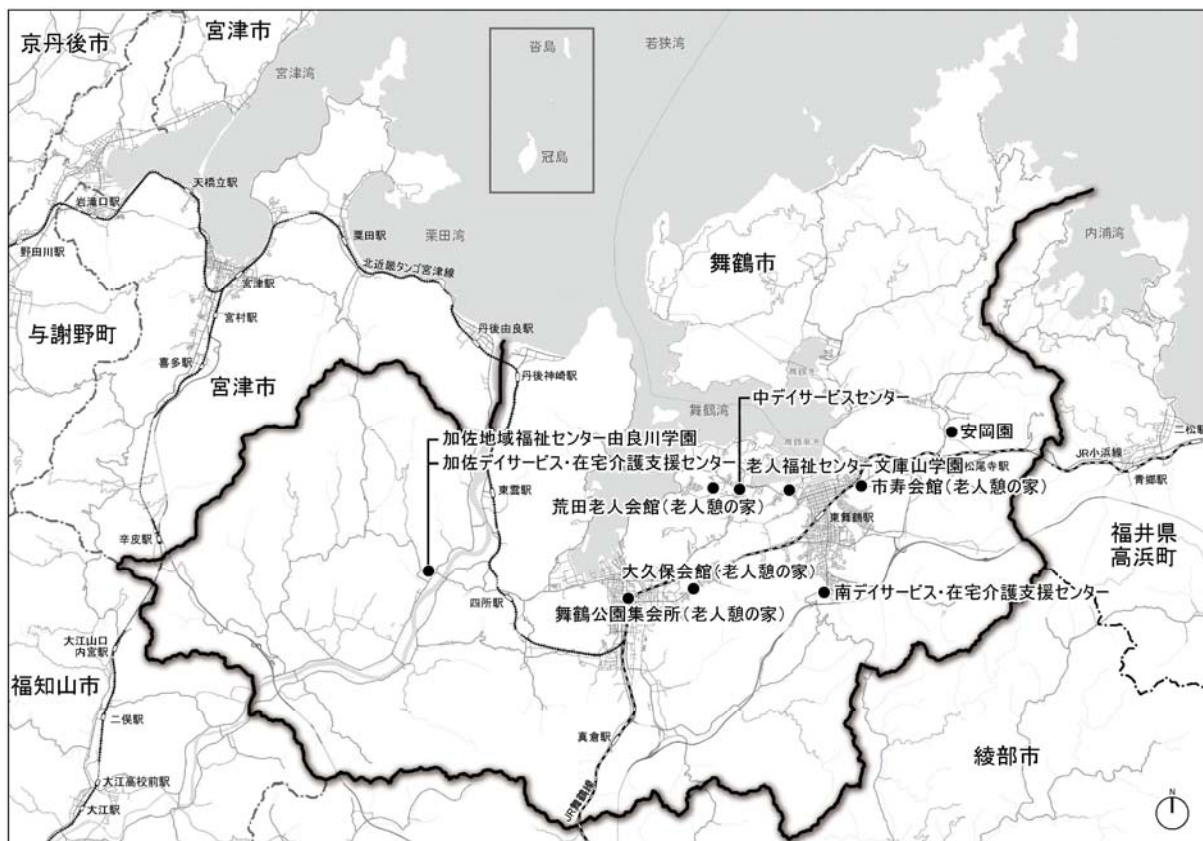 京丹後市
宮津市
宮津湾
沓島
若狭湾
冠島
天橋立駅
岩滝口駅
野田川駅
栗田駅
栗田湾
北近畿タンゴ宮津線
内浦湾
舞鶴市
宮津駅
宮村駅
与謝野町
喜多駅
宮津市
丹後由良駅
丹後神崎駅
舞鶴湾
中デイサービスセンター
安岡園
加佐地域福祉センター由良川学園
加佐デイサービス・在宅介護支援センター
老人福祉センター文庫山学園
松尾寺駅
JR小浜線
三松駅
青郷駅
市寿会館(老人憩の家)
東雲駅
荒田老人会館(老人憩の家)
東舞鶴駅
福井県
高浜町
辛皮駅
大久保会館(老人憩の家)
四所駅
舞鶴公園集会所(老人憩の家)
南デイサービス・在宅介護支援センター
大江山口
内宮駅
福知山市
二俣駅
真倉駅
綾部市
大江高校前駅
大江駅
JR舞鶴線
N